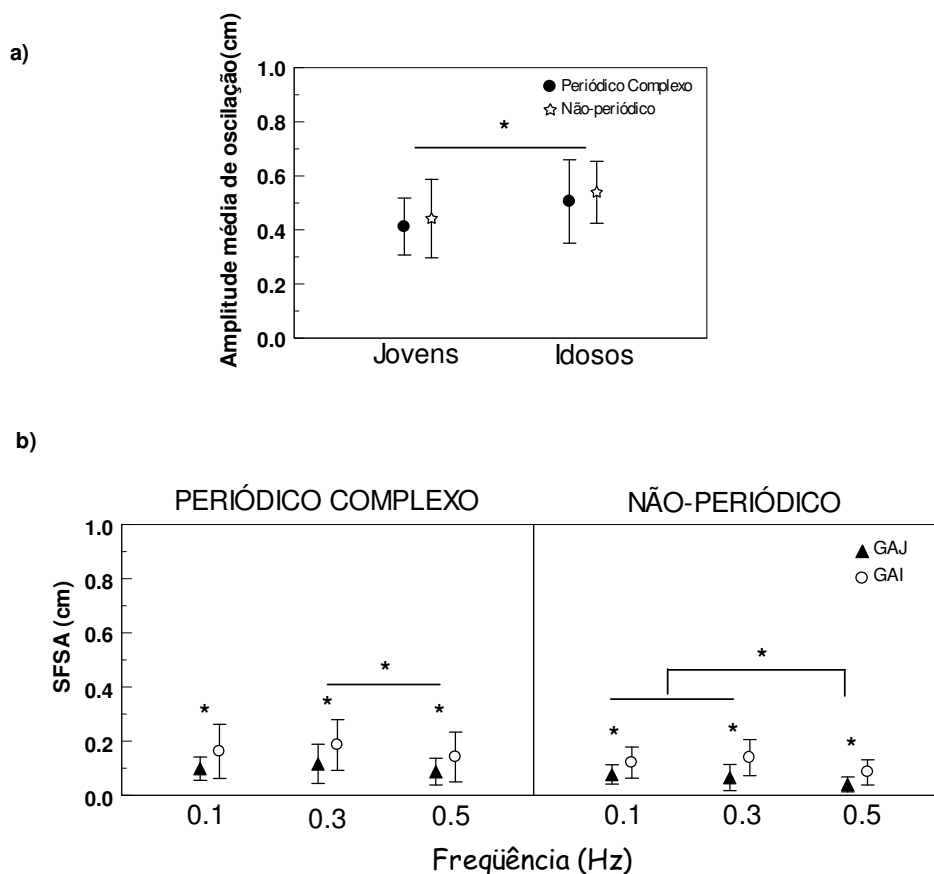 a)
Amplitude média de oscilação(cm)
1.0
0.8
0.6
0.4
0.2
0.0
Periódico Complexo
Não-periódico
*
Jovens
Idosos
b)
PERIÓDICO COMPLEXO
NÃO-PERIÓDICO
SFSA (cm)
1.0
0.8
0.6
0.4
0.2
0.0
GAJ
GAI
*
*
*
*
*
*
*
*
0.1
0.3
0.5
0.1
0.3
0.5
Freqüência (Hz)